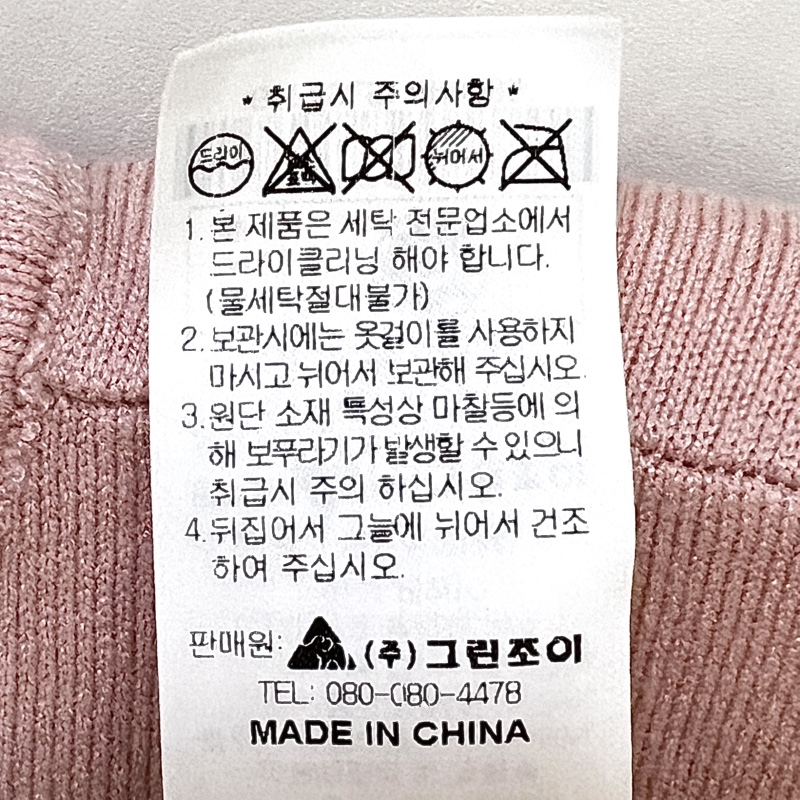 * 취급시 주의사항 *
드라이 뉘어서
1. 본 제품은 세탁 전문업소에서
드라이클리닝 해야 합니다.
(물세탁절대불가)
2. 보관시에는 옷걸이를 사용하지
마시고 뉘어서 보관해 주십시오.
3. 원단 소재 특성상 마찰등에 의
해 보푸라기가 발생할 수 있으니
취급시 주의 하십시오.
4. 뒤집어서 그늘에 뉘어서 건조
하여 주십시오.
판매원: (주)그린조이
TEL: 080-080-4478
MADE IN CHINA